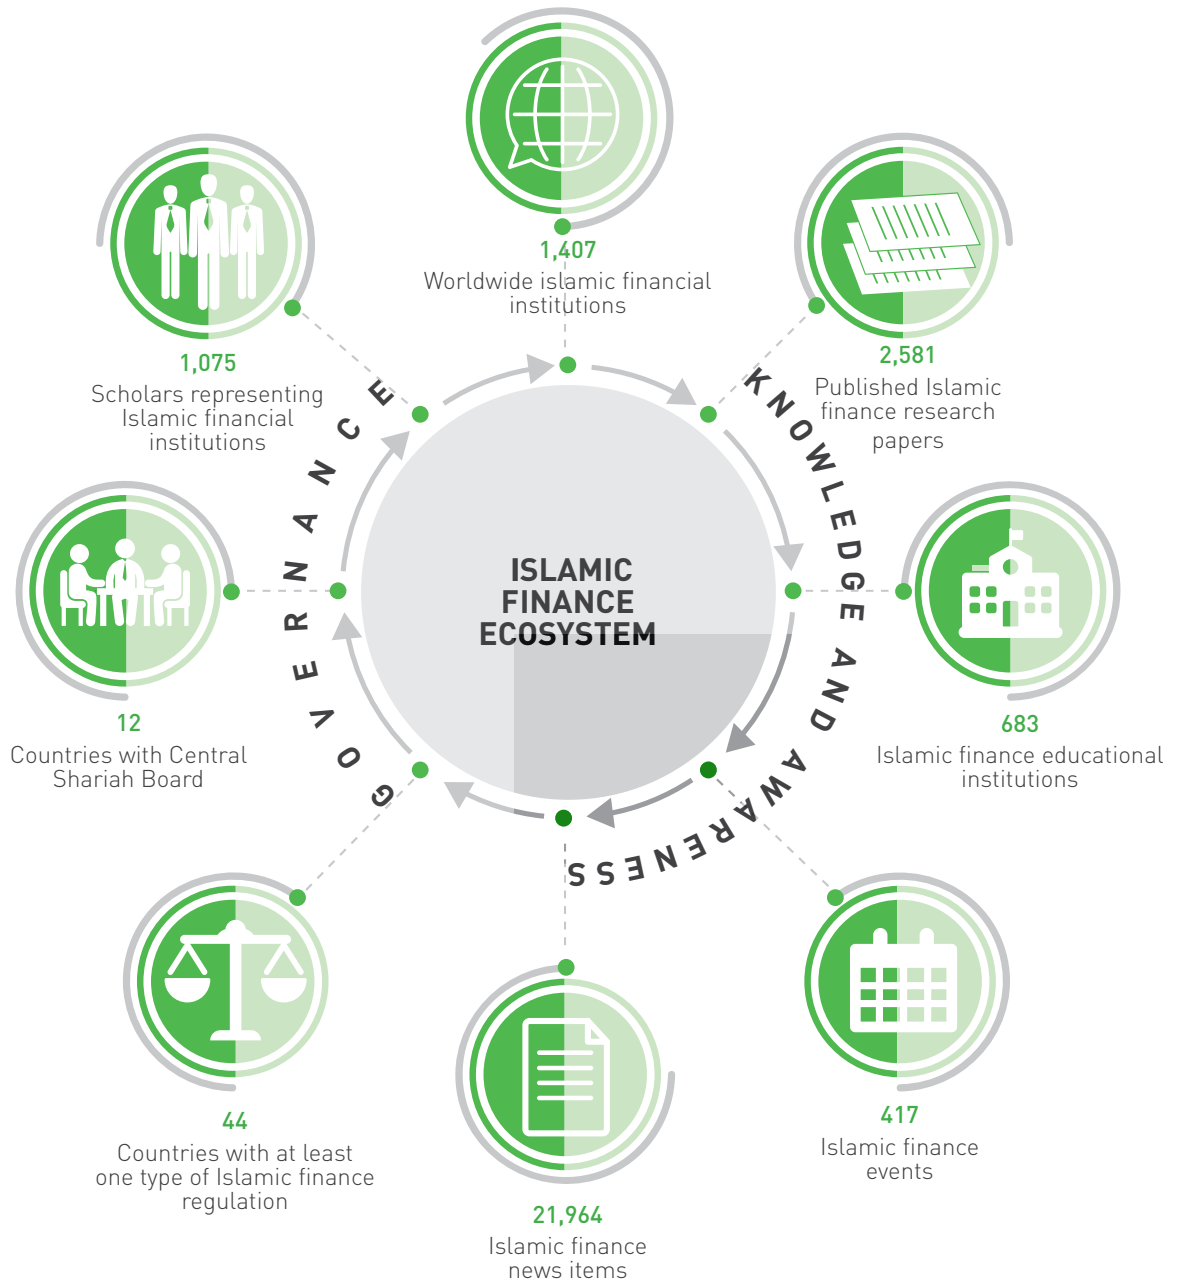 1,407
Worldwide islamic financial
institutions
2,581
Published Islamic
finance research
papers
683
Islamic finance educational
institutions
417
Islamic finance
events
21,964
Islamic finance
news items
44
Countries with at least
one type of Islamic finance
regulation
12
Countries with Central
Shariah Board
1,075
Scholars representing
Islamic financial
institutions
KNOWLEDGE AND AWARENESS
GOVERNANCE
ISLAMIC
FINANCE
ECOSYSTEM